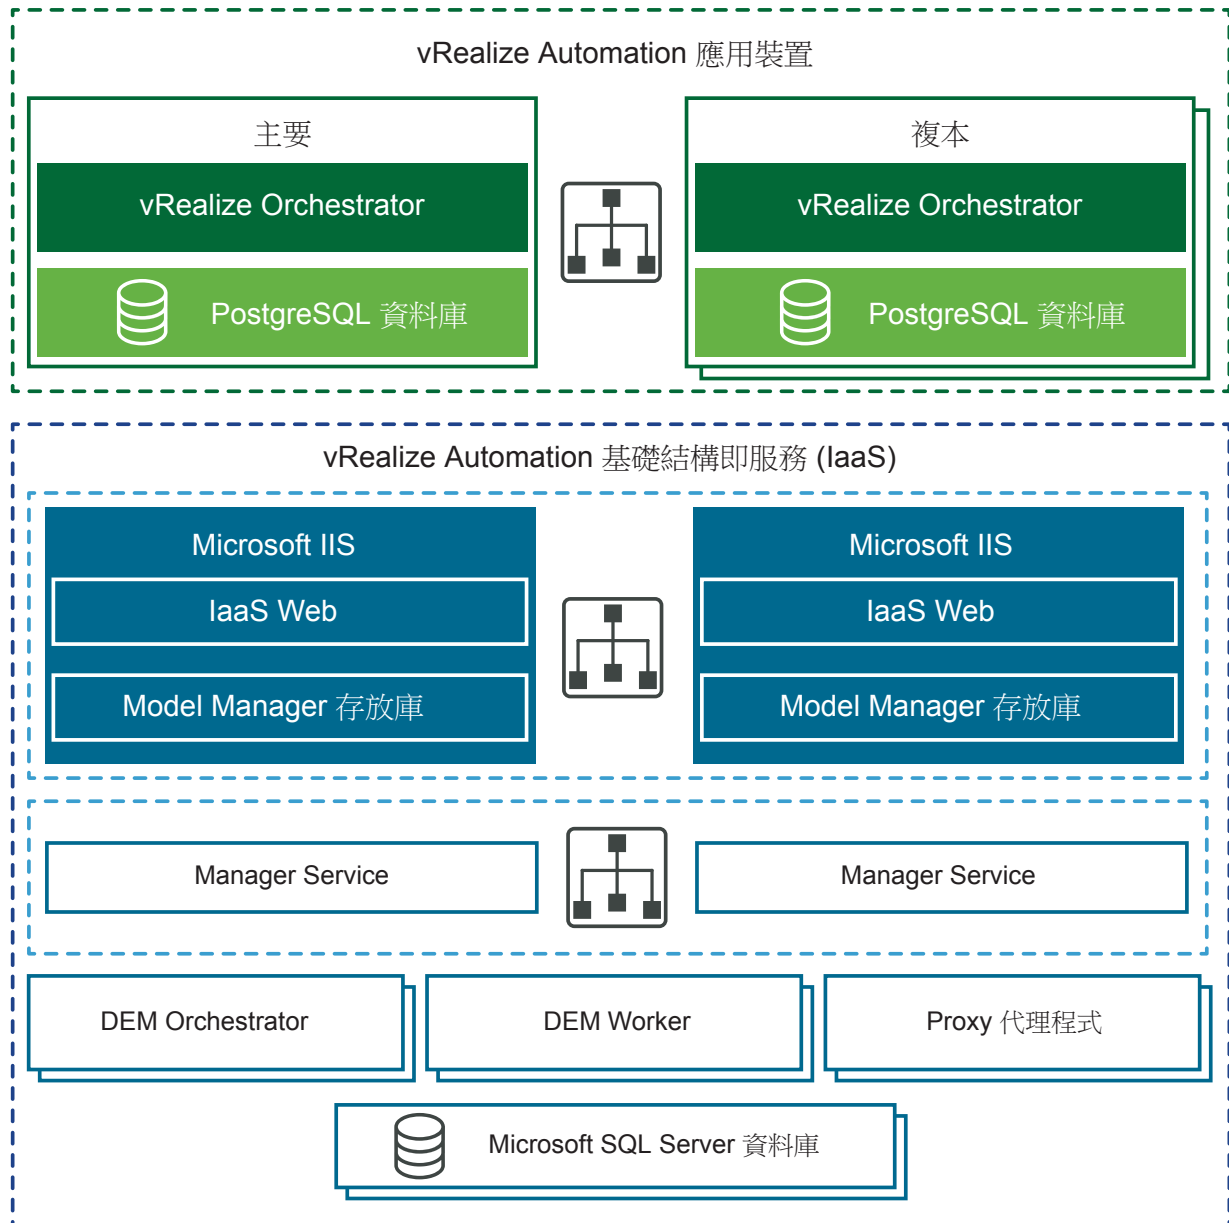 vRealize Automation 應用裝置
主要
複本
vRealize Orchestrator
vRealize Orchestrator
PostgreSQL 資料庫
PostgreSQL 資料庫
vRealize Automation 基礎結構即服務 (IaaS)
Microsoft IIS
Microsoft IIS
IaaS Web
IaaS Web
Model Manager 存放庫
Model Manager 存放庫
Manager Service
Manager Service
DEM Orchestrator
DEM Worker
Proxy 代理程式
Microsoft SQL Server 資料庫